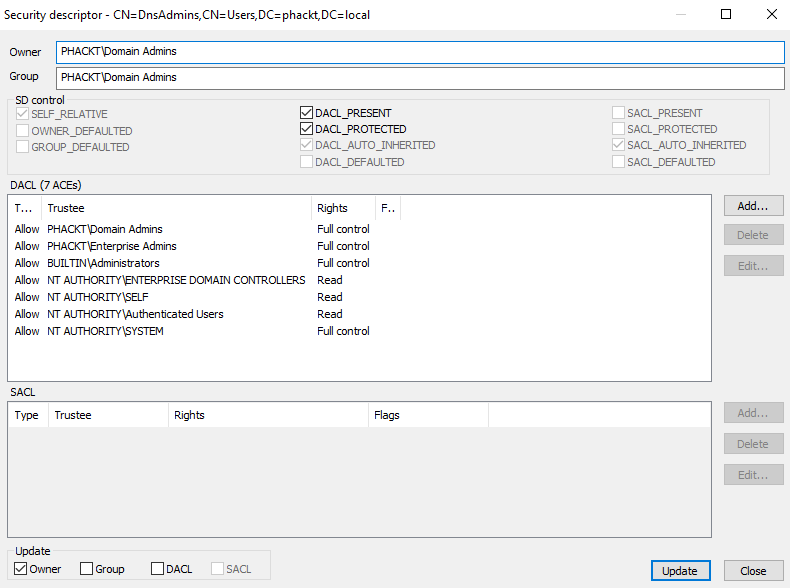 Security descriptor - CN=DnsAdmins,CN=Users,DC=phackt,DC=local
Owner PHACKT\Domain Admins
Group PHACKT\Domain Admins
SD control
SELF_RELATIVE DACL_PRESENT SACL_PRESENT
OWNER_DEFAULTED DACL_PROTECTED SACL_PROTECTED
GROUP_DEFAULTED DACL_AUTO_INHERITED SACL_AUTO_INHERITED
DACL_DEFAULTED SACL_DEFAULTED
DACL (7 ACEs)
T... Trustee Rights F.. Add...
Allow PHACKT\Domain Admins Full control Delete
Allow PHACKT\Enterprise Admins Full control
Allow BUILTIN\Administrators Full control Edit...
Allow NT AUTHORITY\ENTERPRISE DOMAIN CONTROLLERS Read
Allow NT AUTHORITY\SELF Read
Allow NT AUTHORITY\Authenticated Users Read
Allow NT AUTHORITY\SYSTEM Full control
SACL
Type Trustee Rights Flags Add...
Delete
Edit...
Update
Owner Group DACL SACL Update Close